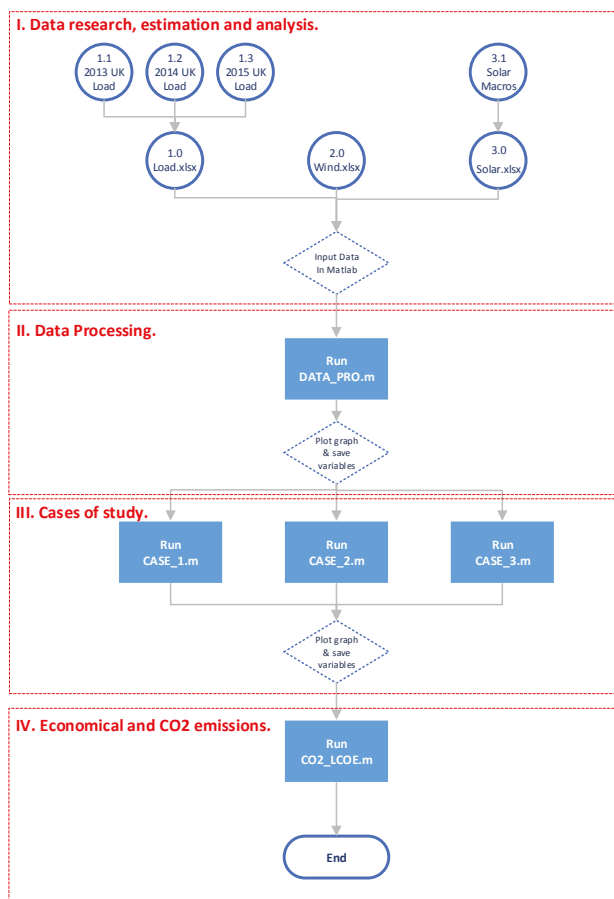 I. Data research, estimation and analysis.
1.1
2013 UK
Load
1.2
2014 UK
Load
1.3
2015 UK
Load
3.1
Solar
Macros
1.0
Load.xlsx
2.0
Wind.xlsx
3.0
Solar.xlsx
Input Data
In Matlab
II. Data Processing.
Run
DATA_PRO.m
Plot graph
& save
variables
III. Cases of study.
Run
CASE_1.m
Run
CASE_2.m
Run
CASE_3.m
Plot graph
& save
variables
IV. Economical and CO2 emissions.
Run
CO2_LCOE.m
End